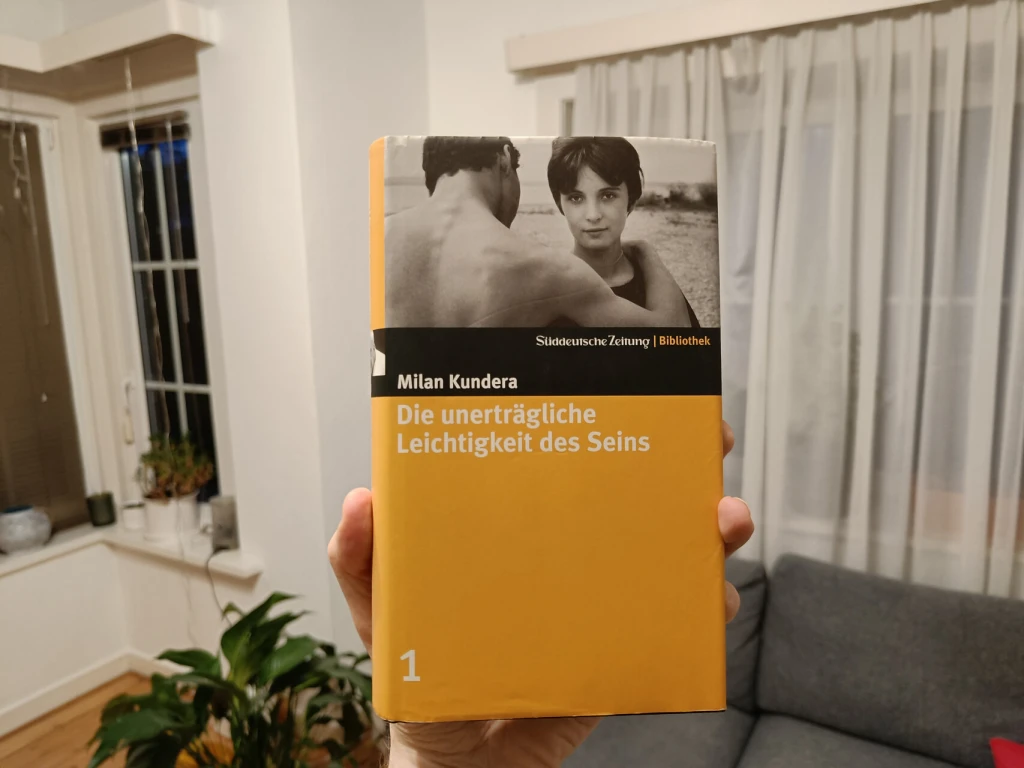 Süddeutsche Zeitung | Bibliothek
Milan Kundera
Die unerträgliche
Leichtigkeit des Seins
1